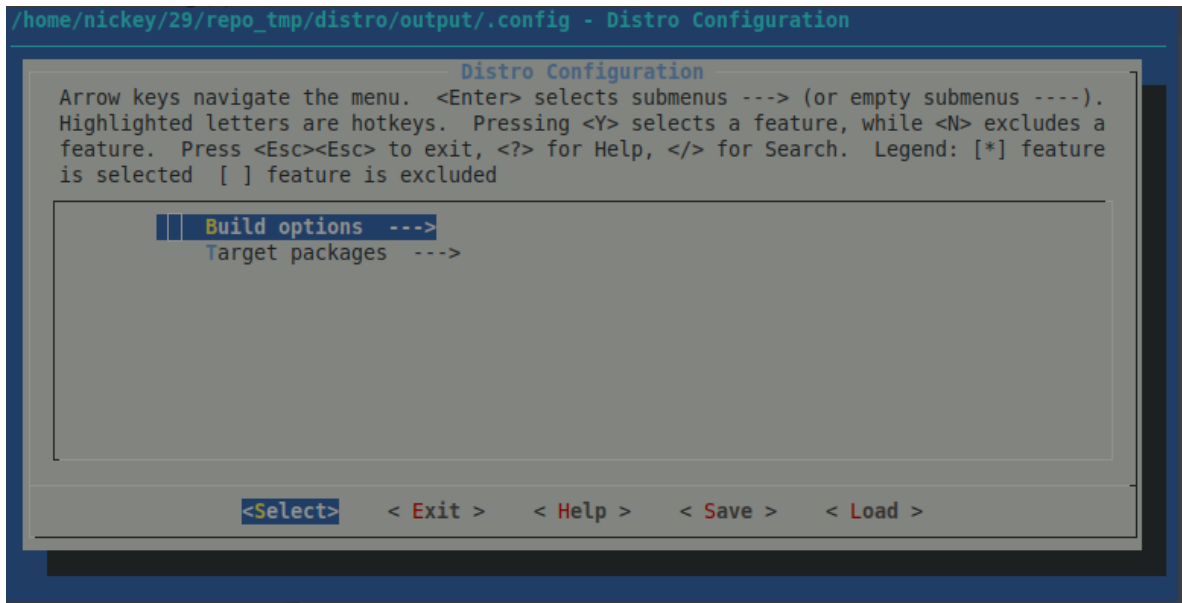 /home/nickey/29/repo_tmp/distro/output/.config - Distro Configuration
Distro Configuration
Arrow keys navigate the menu.  <Enter> selects submenus ---> (or empty submenus ----).
Highlighted letters are hotkeys.  Pressing <Y> selects a feature, while <N> excludes a
feature.  Press <Esc><Esc> to exit, <?> for Help, </> for Search.  Legend: [*] feature
is selected  [ ] feature is excluded
Build options  --->
Target packages  --->
<Select>    < Exit >    < Help >    < Save >    < Load >